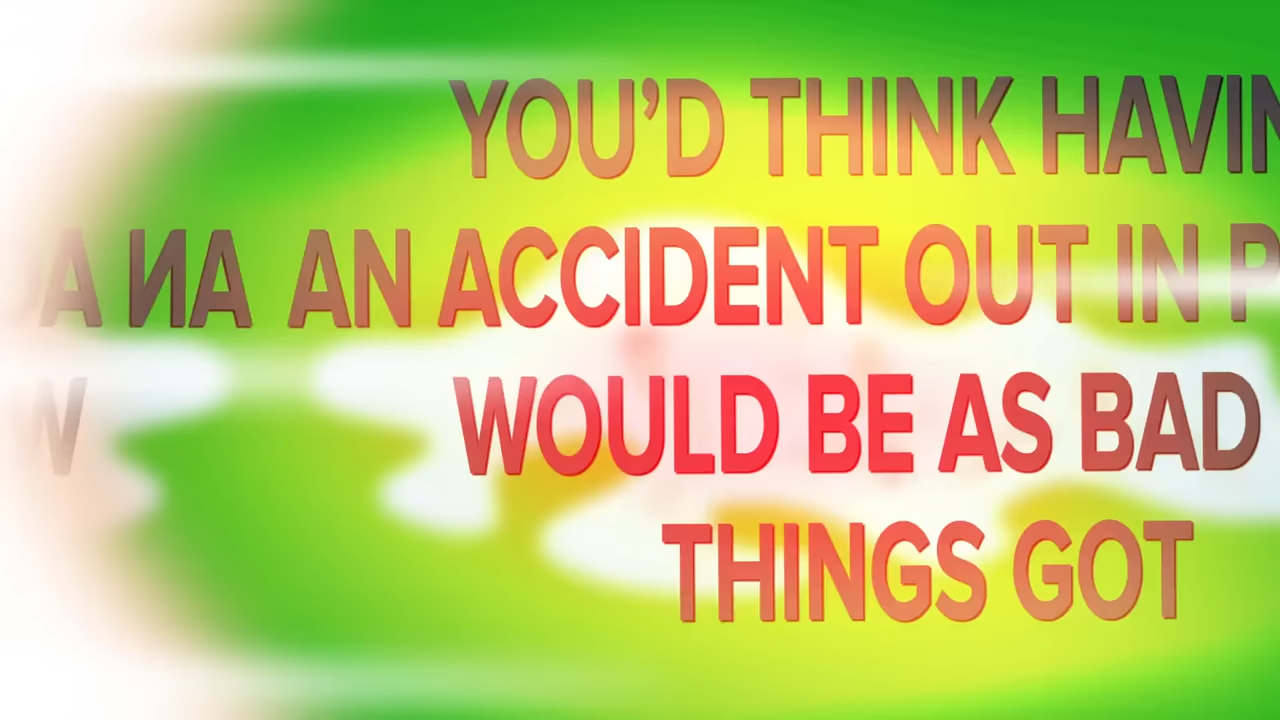 YOU’D THINK HAVIN
AN ACCIDENT OUT IN P
WOULD BE AS BAD
THINGS GOT